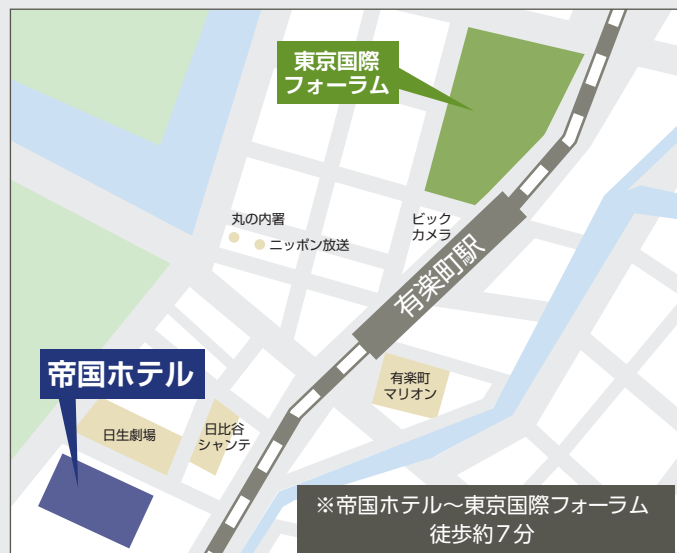 東京国際
フォーラム
丸の内署
ニッポン放送
ビック
カメラ
有楽町駅
帝国ホテル
有楽町
マリオン
日生劇場
日比谷
シャンテ
※帝国ホテル～東京国際フォーラム
徒歩約7分